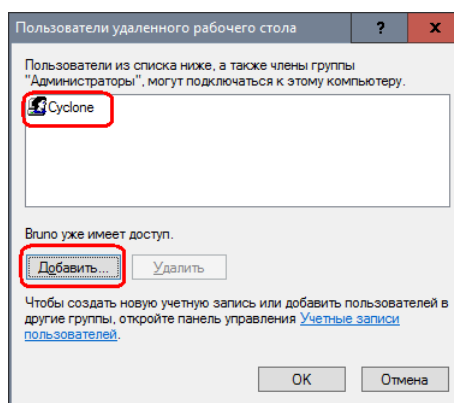 Пользователи удаленного рабочего стола ? x
Пользователи из списка ниже, а также члены группы
"Администраторы", могут подключаться к этому компьютеру.
Cyclone
Bruno уже имеет доступ.
Добавить... Удалить
Чтобы создать новую учетную запись или добавить пользователей в
другие группы, откройте панель управления Учетные записи
пользователей.
OK Отмена